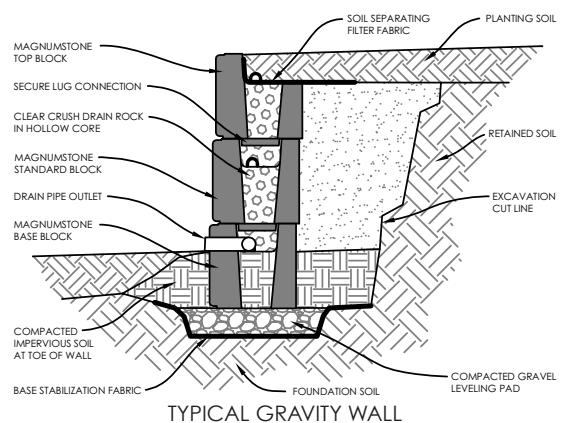 SOIL SEPARATING
FILTER FABRIC
PLANTING SOIL
MAGNUMSTONE
TOP BLOCK
SECURE LUG CONNECTION
CLEAR CRUSH DRAIN ROCK
IN HOLLOW CORE
RETAINED SOIL
MAGNUMSTONE
STANDARD BLOCK
DRAIN PIPE OUTLET
EXCAVATION
CUT LINE
MAGNUMSTONE
BASE BLOCK
COMPACTED
IMPERVIOUS SOIL
AT TOE OF WALL
COMPACTED GRAVEL
LEVELING PAD
BASE STABILIZATION FABRIC
FOUNDATION SOIL
TYPICAL GRAVITY WALL